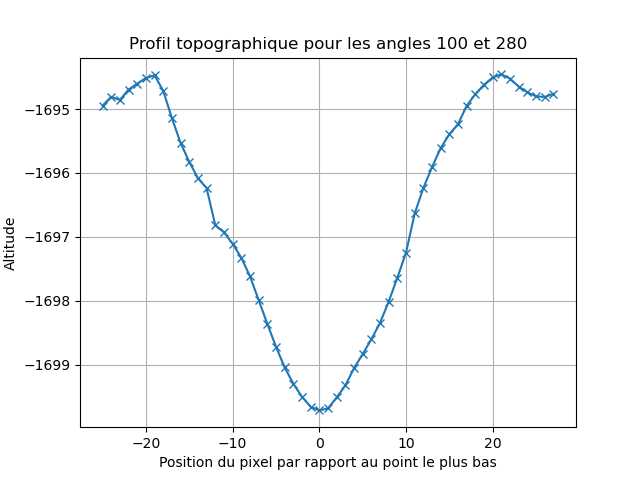 Profil topographique pour les angles 100 et 280
Altitude
−1695
−1696
−1697
−1698
−1699
−20 −10 0 10 20
Position du pixel par rapport au point le plus bas